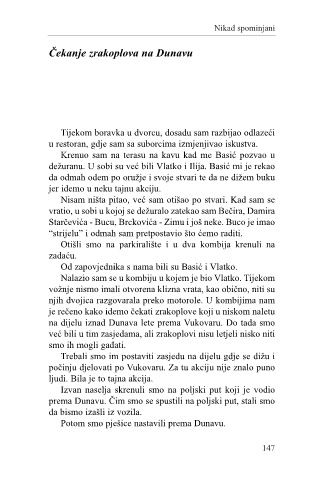 Nikad spominjani
Čekanje zrakoplova na Dunavu
Tijekom boravka u dvorcu, dosadu sam razbijao odlazeći
u restoran, gdje sam sa suborcima izmjenjivao iskustva.
Krenuo sam na terasu na kavu kad me Basić pozvao u
dežuranu. U sobi su već bili Vlatko i Ilija. Basić mi je rekao
da odmah odem po oružje i svoje stvari te da ne dižem buku
jer idemo u neku tajnu akciju.
Nisam ništa pitao, već sam otišao po stvari. Kad sam se
vratio, u sobi u kojoj se dežuralo zatekao sam Bećira, Damira
Starčevića - Bucu, Brckovića - Zimu i još neke. Buco je imao
“strijelu” i odmah sam pretpostavio što ćemo raditi.
Otišli smo na parkiralište i u dva kombija krenuli na
zadaću.
Od zapovjednika s nama bili su Basić i Vlatko.
Nalazio sam se u kombiju u kojem je bio Vlatko. Tijekom
vožnje nismo imali otvorena klizna vrata, kao obično, niti su
njih dvojica razgovarala preko motorole. U kombijima nam
je rečeno kako idemo čekati zrakoplove koji u niskom naletu
na dijelu iznad Dunava lete prema Vukovaru. Do tada smo
već bili u tim zasjedama, ali zrakoplovi nisu letjeli nisko niti
smo ih mogli gađati.
Trebali smo im postaviti zasjedu na dijelu gdje se dižu i
počinju djelovati po Vukovaru. Za tu akciju nije znalo puno
ljudi. Bila je to tajna akcija.
Izvan naselja skrenuli smo na poljski put koji je vodio
prema Dunavu. Čim smo se spustili na poljski put, stali smo
da bismo izašli iz vozila.
Potom smo pješice nastavili prema Dunavu.
147